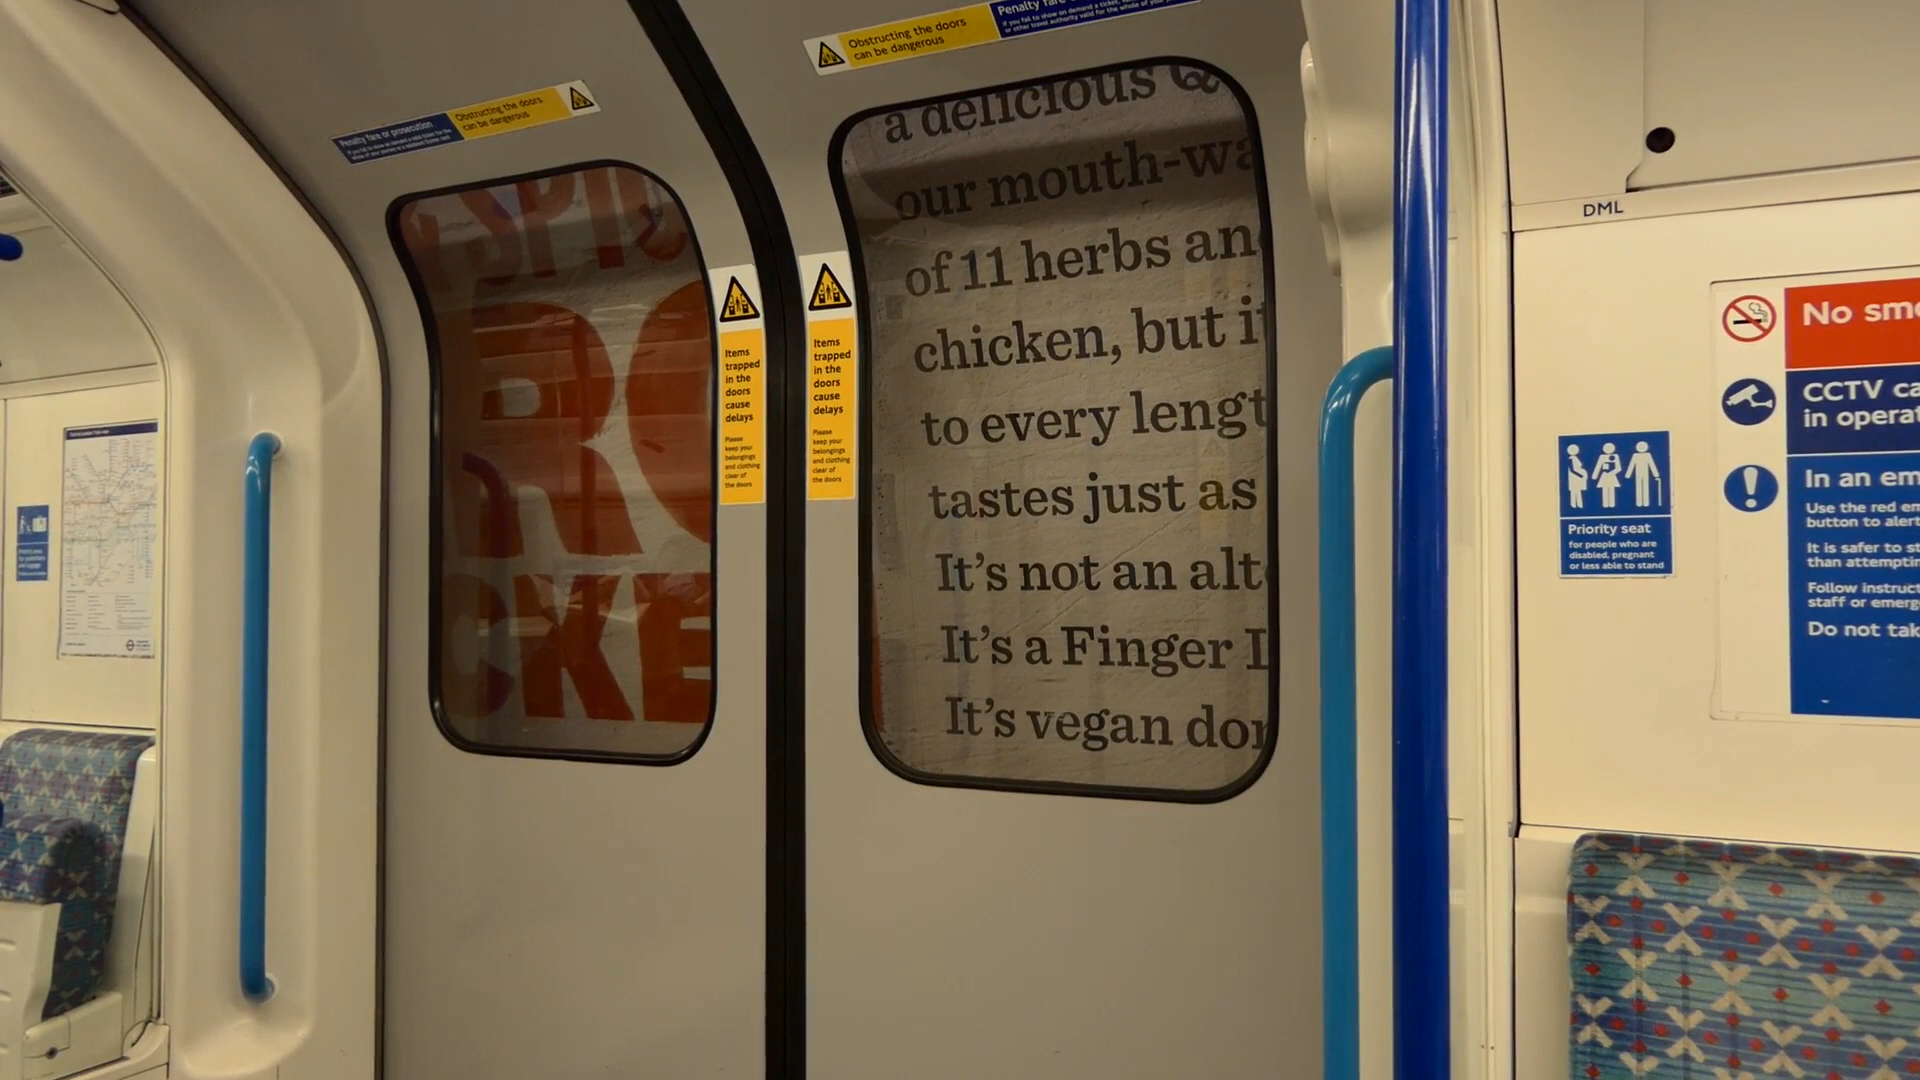 Penalty fare or prosecution
Obstructing the doors
can be dangerous
Obstructing the doors
can be dangerous
Penalty fare
SPIC
RO
CKE
Items
trapped
in the
doors
cause
delays
Please
keep your
belongings
and clothing
clear of
the doors
Items
trapped
in the
doors
cause
delays
Please
keep your
belongings
and clothing
clear of
the doors
a delicious
our mouth-wa
of 11 herbs an
chicken, but it
to every lengt
tastes just as
It's not an alt
It's a Finger L
It's vegan don
DML
Priority seat
for people who are
disabled, pregnant
or less able to stand
No smo
CCTV ca
in operat
In an em
Use the red em
button to alert
It is safer to st
than attemptin
Follow instruct
staff or emerg
Do not tak